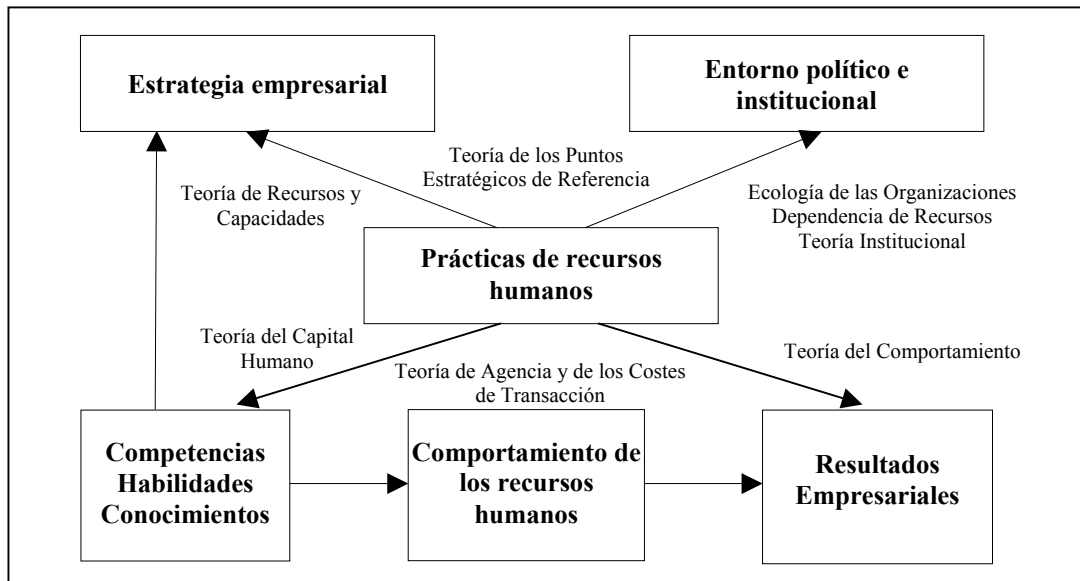 Estrategia empresarial
Entorno político e
institucional
Teoría de los Puntos
Estratégicos de Referencia
Teoría de Recursos y
Capacidades
Ecología de las Organizaciones
Dependencia de Recursos
Teoría Institucional
Prácticas de recursos
humanos
Teoría del Capital
Humano
Teoría de Agencia y de los Costes
de Transacción
Teoría del Comportamiento
Competencias
Habilidades
Conocimientos
Comportamiento de
los recursos
humanos
Resultados
Empresariales